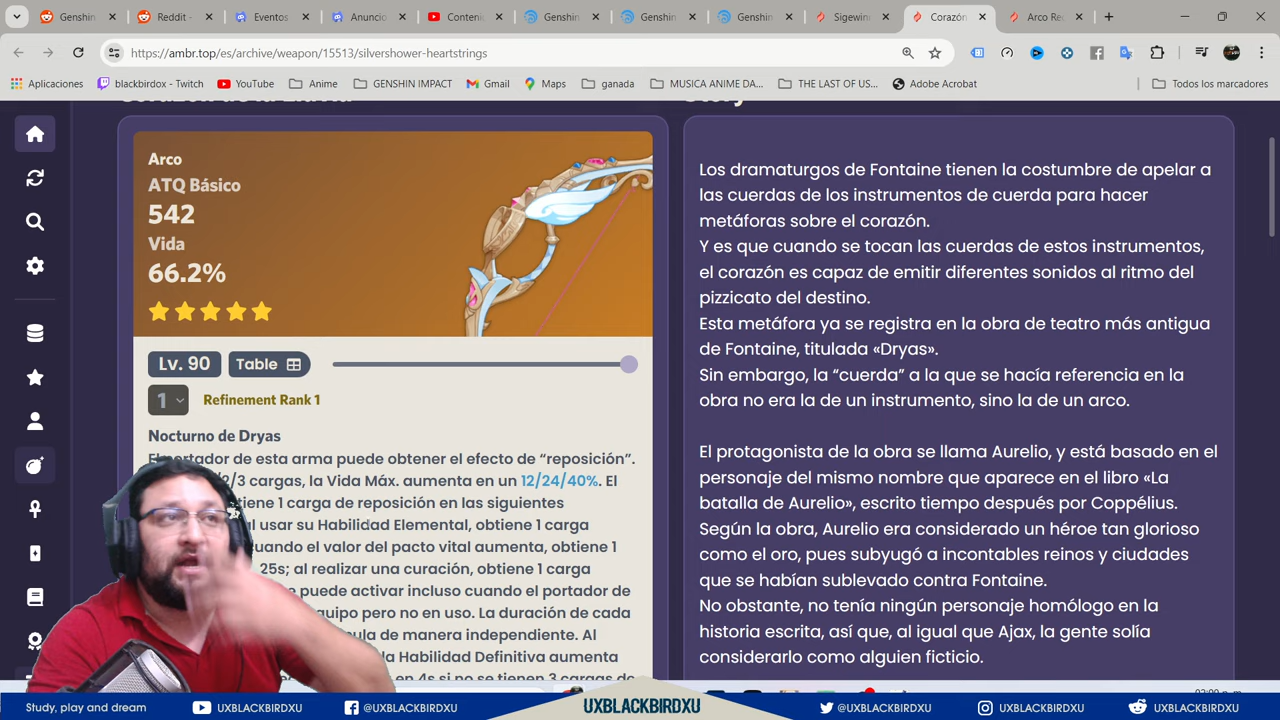 Genshin
Reddit -
Eventos
Anuncio
Conteni
Genshin
Genshin
Genshin
Sigewin
Corazón
Arco Re
https://ambr.top/es/archive/weapon/15513/silvershower-heartstrings
Aplicaciones
blackbirdox - Twitch
YouTube
Anime
GENSHIN IMPACT
Gmail
Maps
ganada
MUSICA ANIME DA...
THE LAST OF US...
Adobe Acrobat
Todos los marcadores
Story
Arco
ATQ Básico
542
Vida
66.2%
Lv. 90
Table
1
Refinement Rank 1
Nocturno de Dryas
El portador de esta arma puede obtener el efecto de “reposición”.
/2/3 cargas, la Vida Máx. aumenta en un 12/24/40%. El
tiene 1 carga de reposición en las siguientes
al usar su Habilidad Elemental, obtiene 1 carga
cuando el valor del pacto vital aumenta, obtiene 1
25s; al realizar una curación, obtiene 1 carga
e puede activar incluso cuando el portador de
quipo pero no en uso. La duración de cada
ula de manera independiente. Al
la Habilidad Definitiva aumenta
en 4s si no se tienen 3 cargas de
Los dramaturgos de Fontaine tienen la costumbre de apelar a
las cuerdas de los instrumentos de cuerda para hacer
metáforas sobre el corazón.
Y es que cuando se tocan las cuerdas de estos instrumentos,
el corazón es capaz de emitir diferentes sonidos al ritmo del
pizzicato del destino.
Esta metáfora ya se registra en la obra de teatro más antigua
de Fontaine, titulada «Dryas».
Sin embargo, la “cuerda” a la que se hacía referencia en la
obra no era la de un instrumento, sino la de un arco.
El protagonista de la obra se llama Aurelio, y está basado en el
personaje del mismo nombre que aparece en el libro «La
batalla de Aurelio», escrito tiempo después por Coppélius.
Según la obra, Aurelio era considerado un héroe tan glorioso
como el oro, pues subyugó a incontables reinos y ciudades
que se habían sublevado contra Fontaine.
No obstante, no tenía ningún personaje homólogo en la
historia escrita, así que, al igual que Ajax, la gente solía
considerarlo como alguien ficticio.
Study, play and dream
UXBLACKBIRDXU
@UXBLACKBIRDXU
UXBLACKBIRDXU
@UXBLACKBIRDXU
UXBLACKBIRDXU
UXBLACKBIRDXU